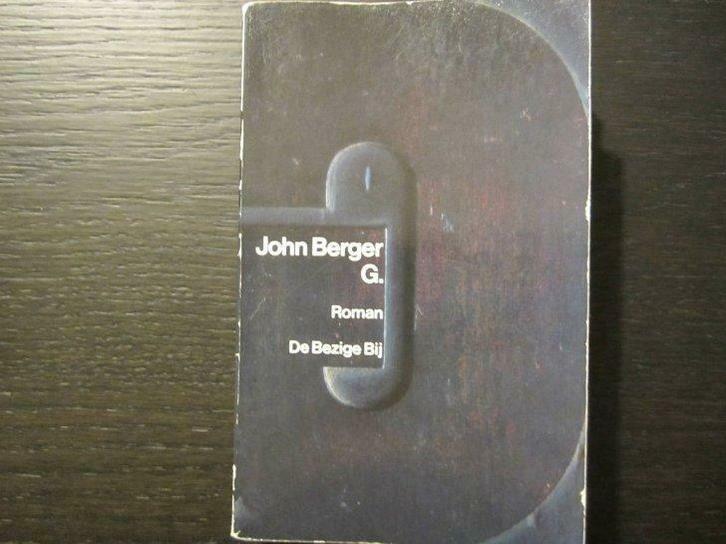 John Berger
G.
Roman
De Bezige Bij